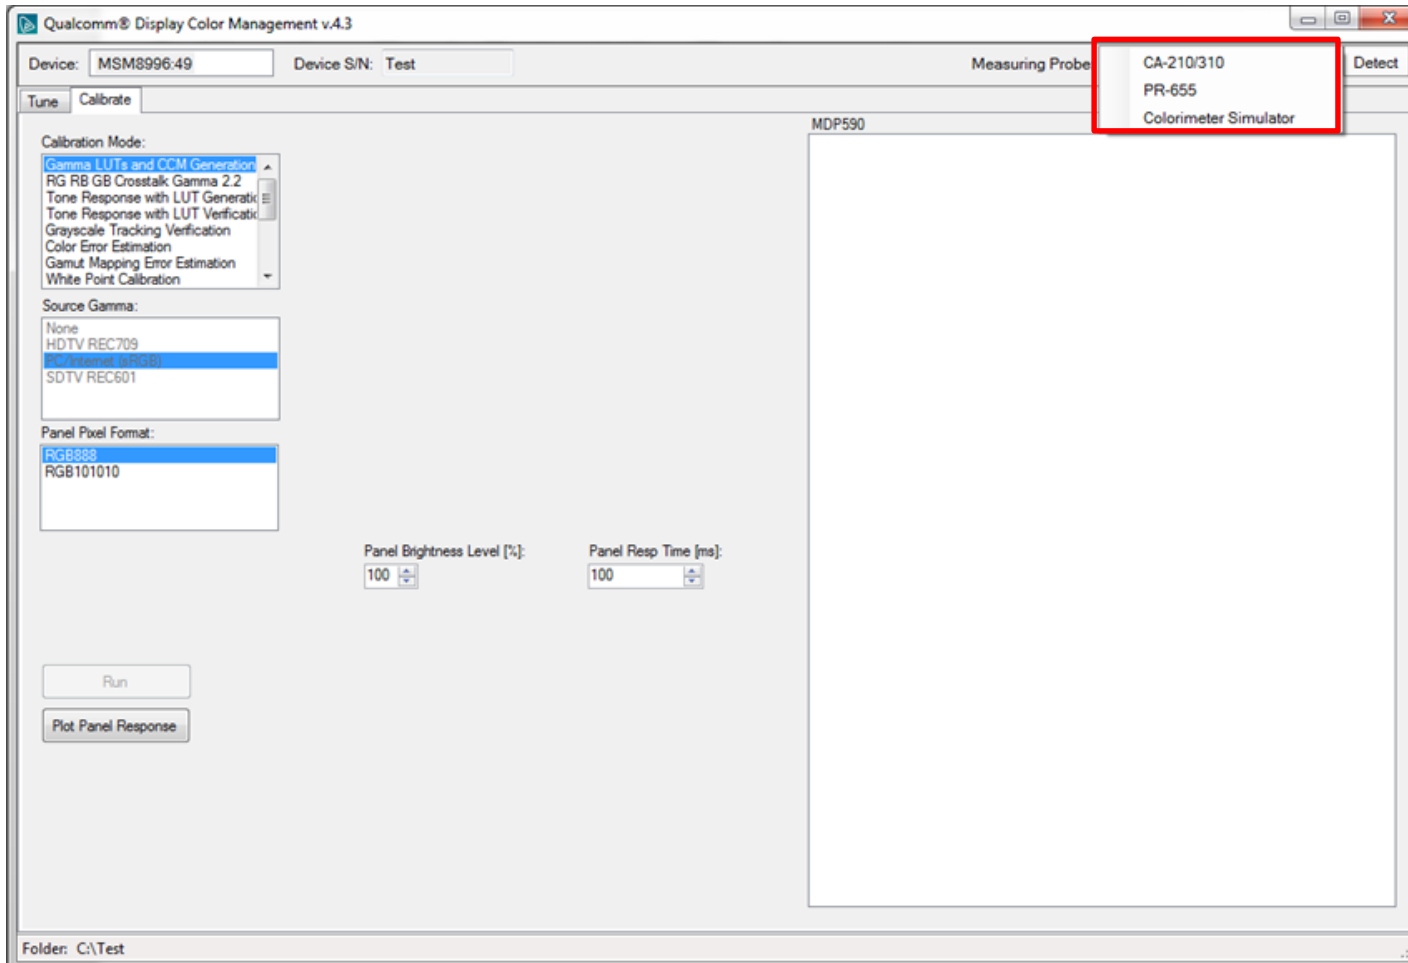 Qualcomm® Display Color Management v.4.3
Device: MSM8996:49 Device S/N: Test Measuring Probe Detect
CA-210/310
PR-655
Colorimeter Simulator
Tune Calibrate
MDP590
Calibration Mode:
Gamma LUTs and CCM Generation
RG RB GB Crosstalk Gamma 2.2
Tone Response with LUT Generatic
Tone Response with LUT Verificatic
Grayscale Tracking Verification
Color Error Estimation
Gamut Mapping Error Estimation
White Point Calibration
Source Gamma:
None
HDTV REC709
PC/Internet (sRGB)
SDTV REC601
Panel Pixel Format:
RGB888
RGB101010
Panel Brightness Level [%]: Panel Resp Time [ms]:
100 100
Run
Plot Panel Response
Folder: C:\Test